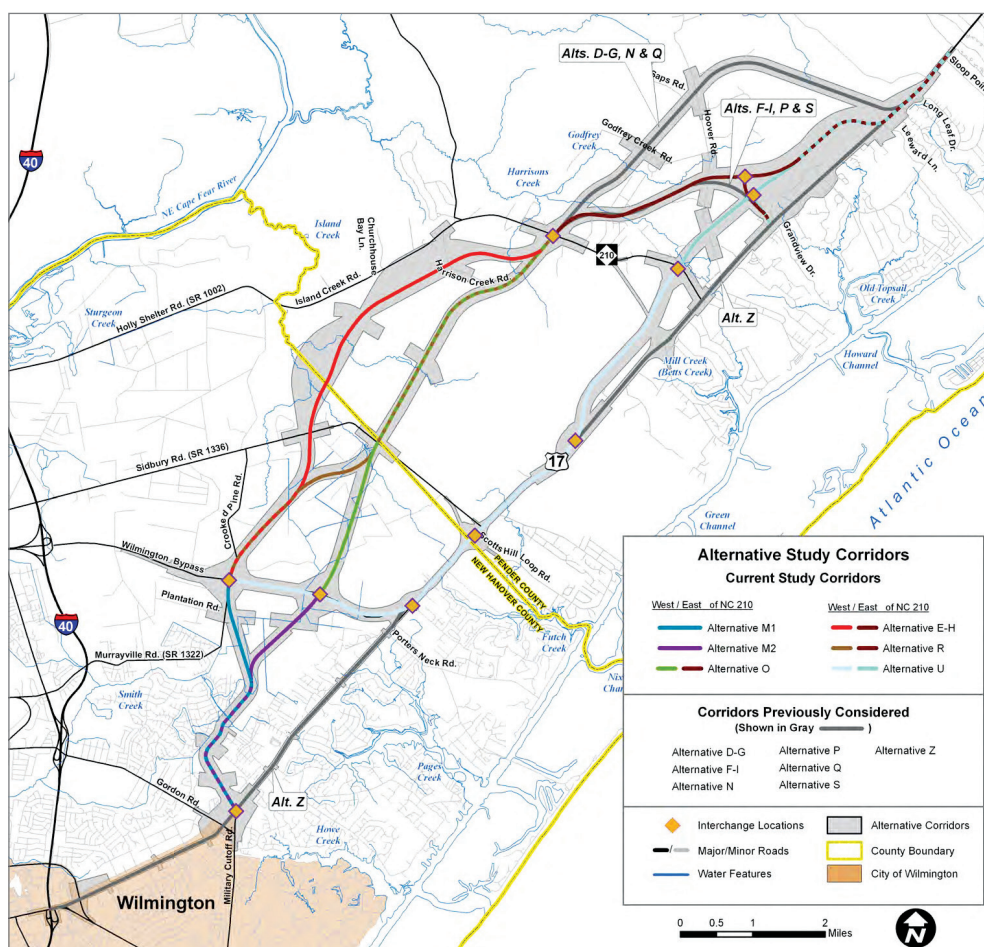 Alts. D-G, N & Q
Sloop Point
Alts. F-I, P & S
Hoover Rd.
Long Leaf Dr.
Leeward Ln.
Godfrey Creek
Godfrey Creek Rd.
40
NE Cape Fear River
Harrisons Creek
Island Creek
Churchhouse Bay Ln.
210
Grandview Dr.
Harrison Creek Rd.
Island Creek Rd.
Alt. Z
Old Topsail Creek
Sturgeon Creek
Holly Shelter Rd. (SR 1002)
Howard Channel
Mill Creek (Betts Creek)
Atlantic Ocean
Sidbury Rd. (SR 1336)
17
Crooked Pine Rd.
Green Channel
Scotts Hill Loop Rd.
Wilmington Bypass
PENDER COUNTY
NEW HANOVER COUNTY
Plantation Rd.
40
Porters Neck Rd.
Futch Creek
Murrayville Rd. (SR 1322)
Smith Creek
Pages Creek
Gordon Rd.
Alt. Z
Howe Creek
Military Cutoff Rd.
Wilmington
Alternative Study Corridors
Current Study Corridors
West / East of NC 210
West / East of NC 210
Alternative M1
Alternative E-H
Alternative M2
Alternative R
Alternative O
Alternative U
Corridors Previously Considered
(Shown in Gray )
Alternative D-G
Alternative P
Alternative Z
Alternative F-I
Alternative Q
Alternative N
Alternative S
Interchange Locations
Alternative Corridors
Major/Minor Roads
County Boundary
Water Features
City of Wilmington
0 0.5 1 2
Miles
N